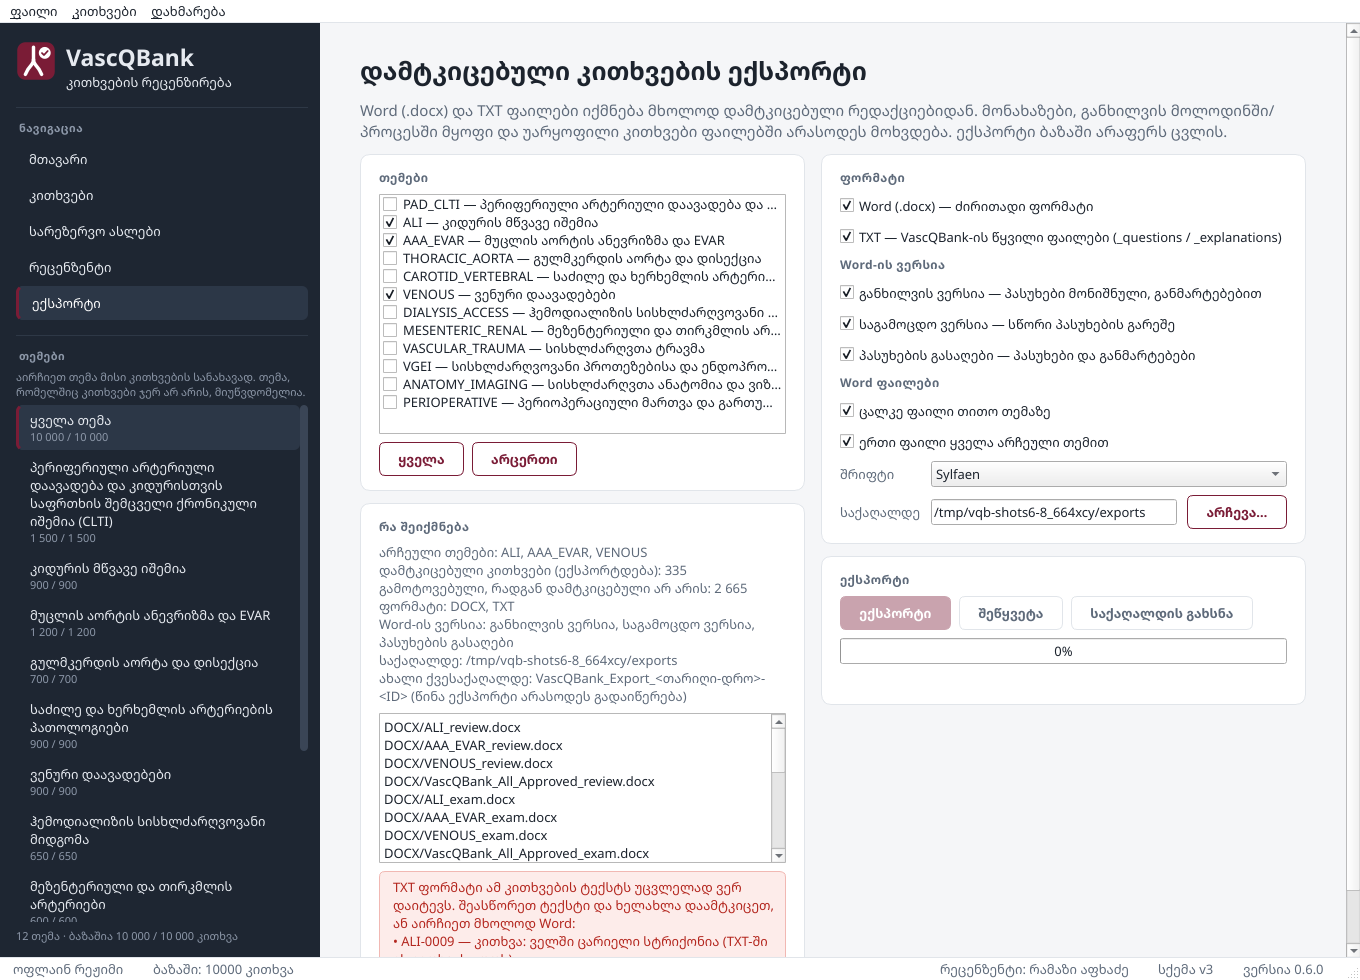 ფაილი კითხვები დახმარება
VascQBank
კითხვების რეცენზირება
ნავიგაცია
მთავარი
კითხვები
სარეზერვო ასლები
რეცენზენტი
ექსპორტი
თემები
აირჩიეთ თემა მისი კითხვების სანახავად. თემა,
რომელშიც კითხვები ჯერ არ არის, მიუწვდომელია.
ყველა თემა
10 000 / 10 000
პერიფერიული არტერიული
დაავადება და კიდურისთვის
საფრთხის შემცველი ქრონიკული
იშემია (CLTI)
1 500 / 1 500
კიდურის მწვავე იშემია
900 / 900
მუცლის აორტის ანევრიზმა და EVAR
1 200 / 1 200
გულმკერდის აორტა და დისექცია
700 / 700
საძილე და ხერხემლის არტერიების
პათოლოგიები
900 / 900
ვენური დაავადებები
900 / 900
ჰემოდიალიზის სისხლძარღვოვანი
მიდგომა
650 / 650
მეზენტერიული და თირკმლის
არტერიები
600 / 600
12 თემა · ბაზაშია 10 000 / 10 000 კითხვა
დამტკიცებული კითხვების ექსპორტი
Word (.docx) და TXT ფაილები იქმნება მხოლოდ დამტკიცებული რედაქციებიდან. მონახაზები, განხილვის მოლოდინში/
პროცესში მყოფი და უარყოფილი კითხვები ფაილებში არასოდეს მოხვდება. ექსპორტი ბაზაში არაფერს ცვლის.
თემები
PAD_CLTI — პერიფერიული არტერიული დაავადება და ...
ALI — კიდურის მწვავე იშემია
AAA_EVAR — მუცლის აორტის ანევრიზმა და EVAR
THORACIC_AORTA — გულმკერდის აორტა და დისექცია
CAROTID_VERTEBRAL — საძილე და ხერხემლის არტერი...
VENOUS — ვენური დაავადებები
DIALYSIS_ACCESS — ჰემოდიალიზის სისხლძარღვოვანი ...
MESENTERIC_RENAL — მეზენტერიული და თირკმლის არ...
VASCULAR_TRAUMA — სისხლძარღვთა ტრავმა
VGEI — სისხლძარღვოვანი პროთეზებისა და ენდოპრო...
ANATOMY_IMAGING — სისხლძარღვთა ანატომია და ვიზ...
PERIOPERATIVE — პერიოპერაციული მართვა და გართუ...
ყველა არცერთი
რა შეიქმნება
არჩეული თემები: ALI, AAA_EVAR, VENOUS
დამტკიცებული კითხვები (ექსპორტდება): 335
გამოტოვებული, რადგან დამტკიცებული არ არის: 2 665
ფორმატი: DOCX, TXT
Word-ის ვერსია: განხილვის ვერსია, საგამოცდო ვერსია,
პასუხების გასაღები
საქაღალდე: /tmp/vqb-shots6-8_664xcy/exports
ახალი ქვესაქაღალდე: VascQBank_Export_<თარიღი-დრო>-
<ID> (წინა ექსპორტი არასოდეს გადაიწერება)
DOCX/ALI_review.docx
DOCX/AAA_EVAR_review.docx
DOCX/VENOUS_review.docx
DOCX/VascQBank_All_Approved_review.docx
DOCX/ALI_exam.docx
DOCX/AAA_EVAR_exam.docx
DOCX/VENOUS_exam.docx
DOCX/VascQBank_All_Approved_exam.docx
TXT ფორმატი ამ კითხვების ტექსტს უცვლელად ვერ
დაიტევს. შეასწორეთ ტექსტი და ხელახლა დაამტკიცეთ,
ან აირჩიეთ მხოლოდ Word:
• ALI-0009 — კითხვა: ველში ცარიელი სტრიქონია (TXT-ში
ფორმატი
Word (.docx) — ძირითადი ფორმატი
TXT — VascQBank-ის წყვილი ფაილები (_questions / _explanations)
Word-ის ვერსია
განხილვის ვერსია — პასუხები მონიშნული, განმარტებებით
საგამოცდო ვერსია — სწორი პასუხების გარეშე
პასუხების გასაღები — პასუხები და განმარტებები
Word ფაილები
ცალკე ფაილი თითო თემაზე
ერთი ფაილი ყველა არჩეული თემით
შრიფტი Sylfaen
საქაღალდე /tmp/vqb-shots6-8_664xcy/exports არჩევა...
ექსპორტი
ექსპორტი შეწყვეტა საქაღალდის გახსნა
0%
ოფლაინ რეჟიმი ბაზაში: 10000 კითხვა რეცენზენტი: რამაზი აფხაძე სქემა v3 ვერსია 0.6.0